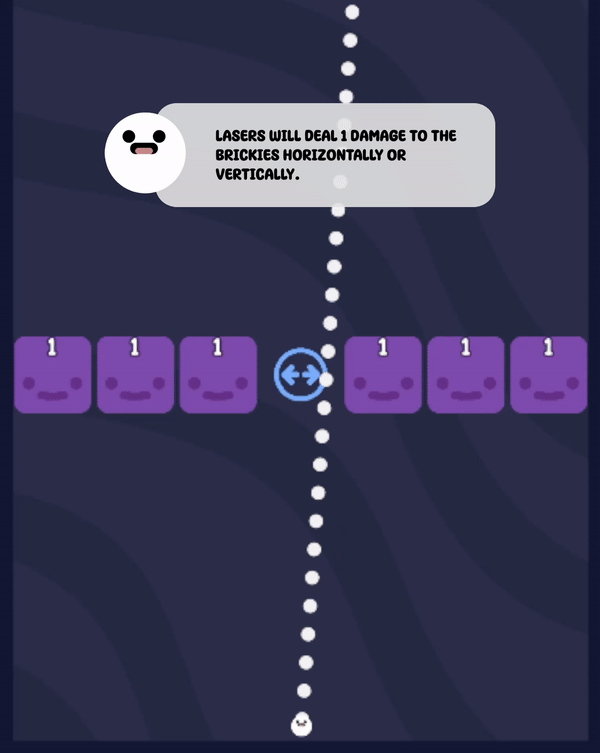 LASERS WILL DEAL 1 DAMAGE TO THE
BRICKIES HORIZONTALLY OR
VERTICALLY.
1 1 1 1 1 1